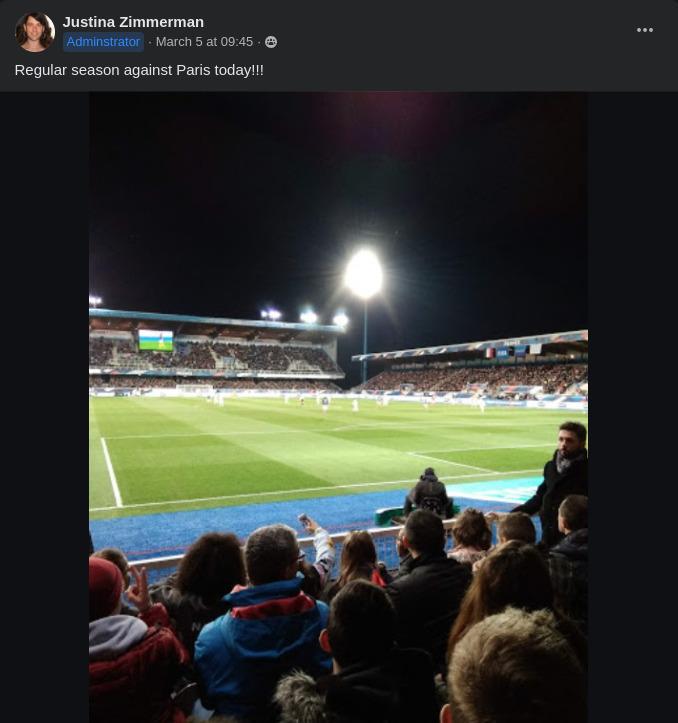 Justina Zimmerman
Adminstrator · March 5 at 09:45 ·
Regular season against Paris today!!!